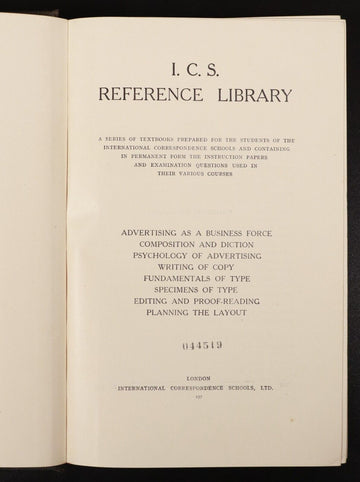 I. C. S.
REFERENCE LIBRARY
A SERIES OF TEXTBOOKS PREPARED FOR THE STUDENTS OF THE
INTERNATIONAL CORRESPONDENCE SCHOOLS AND CONTAINING
IN PERMANENT FORM THE INSTRUCTION PAPERS
AND EXAMINATION QUESTIONS USED IN
THEIR VARIOUS COURSES
ADVERTISING AS A BUSINESS FORCE
COMPOSITION AND DICTION
PSYCHOLOGY OF ADVERTISING
WRITING OF COPY
FUNDAMENTALS OF TYPE
SPECIMENS OF TYPE
EDITING AND PROOF-READING
PLANNING THE LAYOUT
044519
LONDON
INTERNATIONAL CORRESPONDENCE SCHOOLS, LTD.